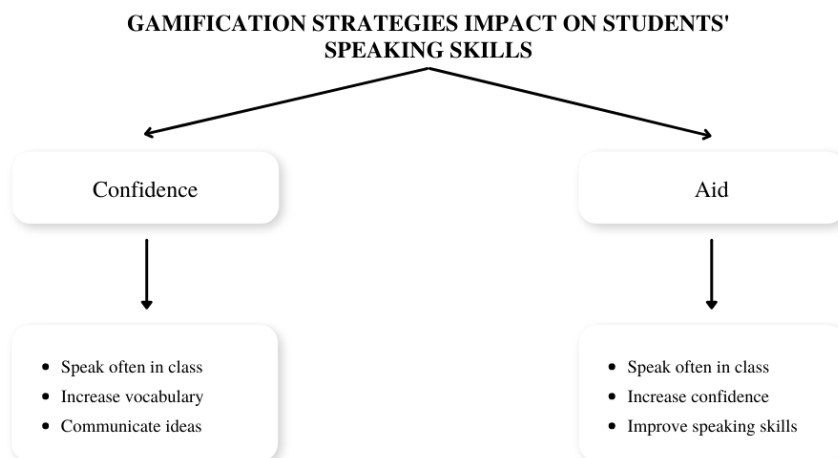 GAMIFICATION STRATEGIES IMPACT ON STUDENTS'
SPEAKING SKILLS
Confidence
Aid
• Speak often in class
• Increase vocabulary
• Communicate ideas
• Speak often in class
• Increase confidence
• Improve speaking skills